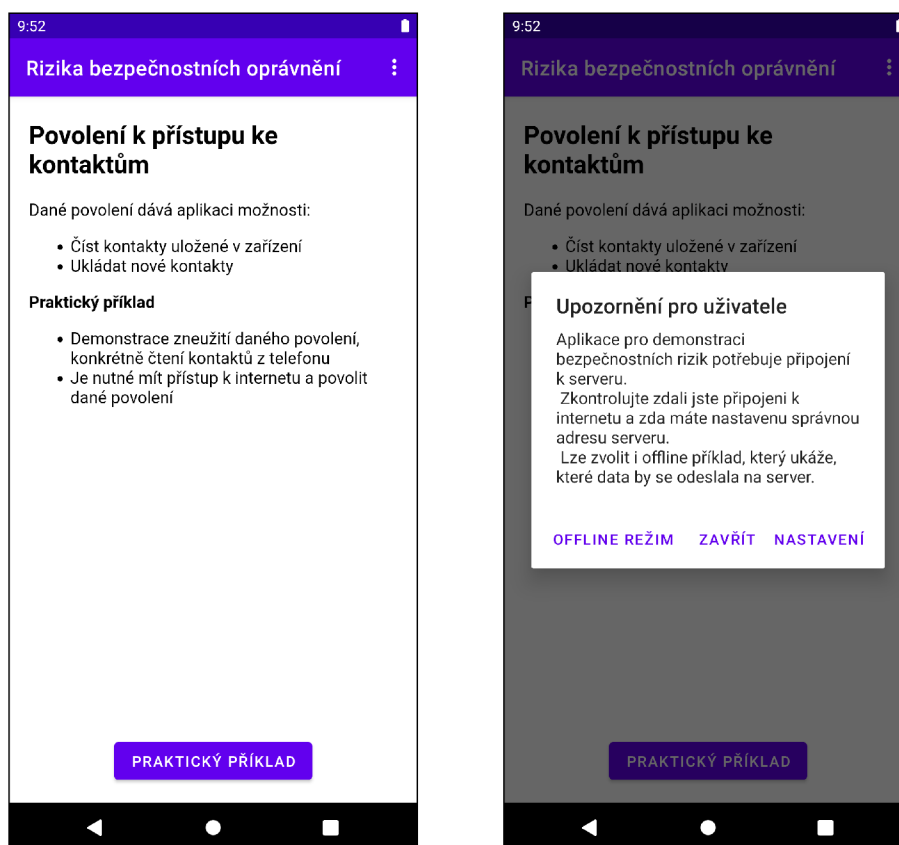 9:52
Rizika bezpečnostních oprávnění
Povolení k přístupu ke
kontaktům
Dané povolení dává aplikaci možnosti:
• Číst kontakty uložené v zařízení
• Ukládat nové kontakty
Praktický příklad
• Demonstrace zneužití daného povolení,
konkrétně čtení kontaktů z telefonu
• Je nutné mít přístup k internetu a povolit
dané povolení
PRAKTICKÝ PŘÍKLAD
9:52
Rizika bezpečnostních oprávnění
Povolení k přístupu ke
kontaktům
Dané povolení dává aplikaci možnosti:
• Číst kontakty uložené v zařízení
• Ukládat nové kontakty
P
Upozornění pro uživatele
Aplikace pro demonstraci
bezpečnostních rizik potřebuje připojení
k serveru.
Zkontrolujte zdali jste připojeni k
internetu a zda máte nastavenu správnou
adresu serveru.
Lze zvolit i offline příklad, který ukáže,
které data by se odeslala na server.
OFFLINE REŽIM ZAVŘÍT NASTAVENÍ
PRAKTICKÝ PŘÍKLAD